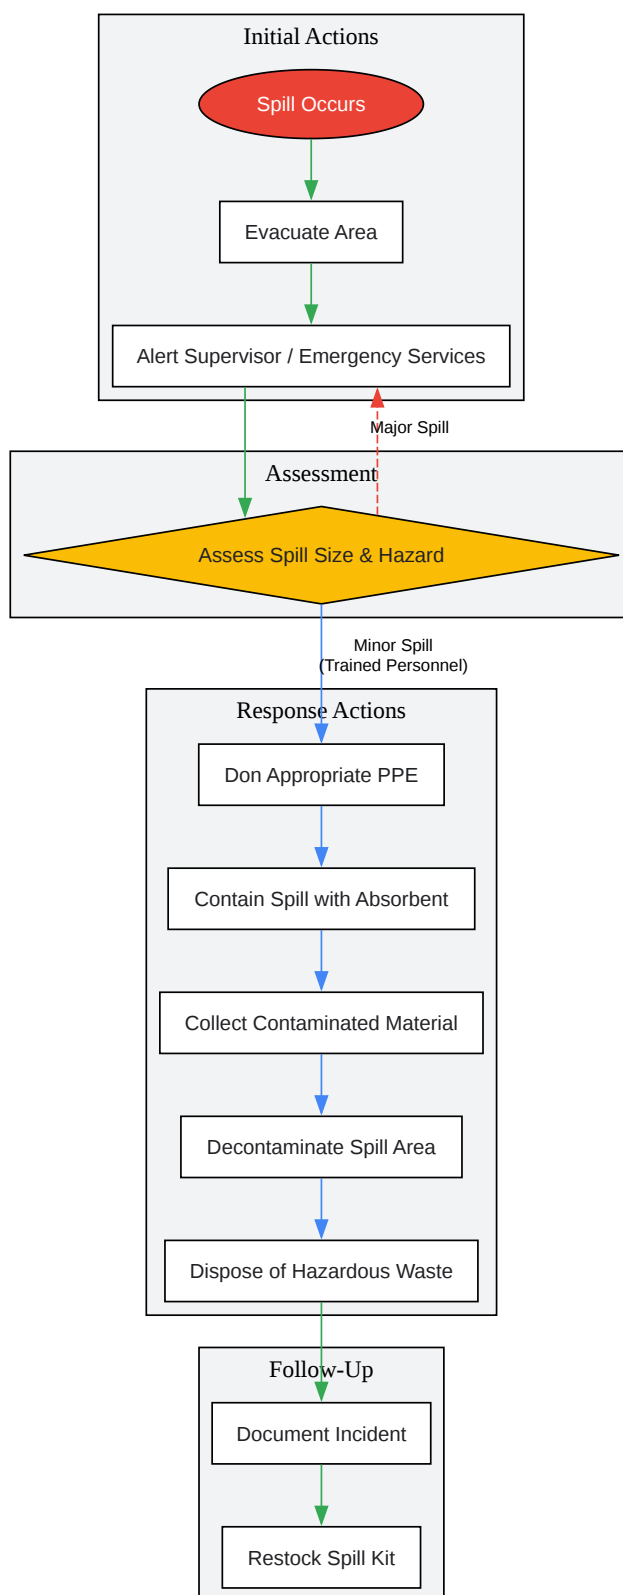 Initial Actions
Spill Occurs
Evacuate Area
Alert Supervisor / Emergency Services
Major Spill
Assessment
Assess Spill Size & Hazard
Minor Spill
(Trained Personnel)
Response Actions
Don Appropriate PPE
Contain Spill with Absorbent
Collect Contaminated Material
Decontaminate Spill Area
Dispose of Hazardous Waste
Follow-Up
Document Incident
Restock Spill Kit